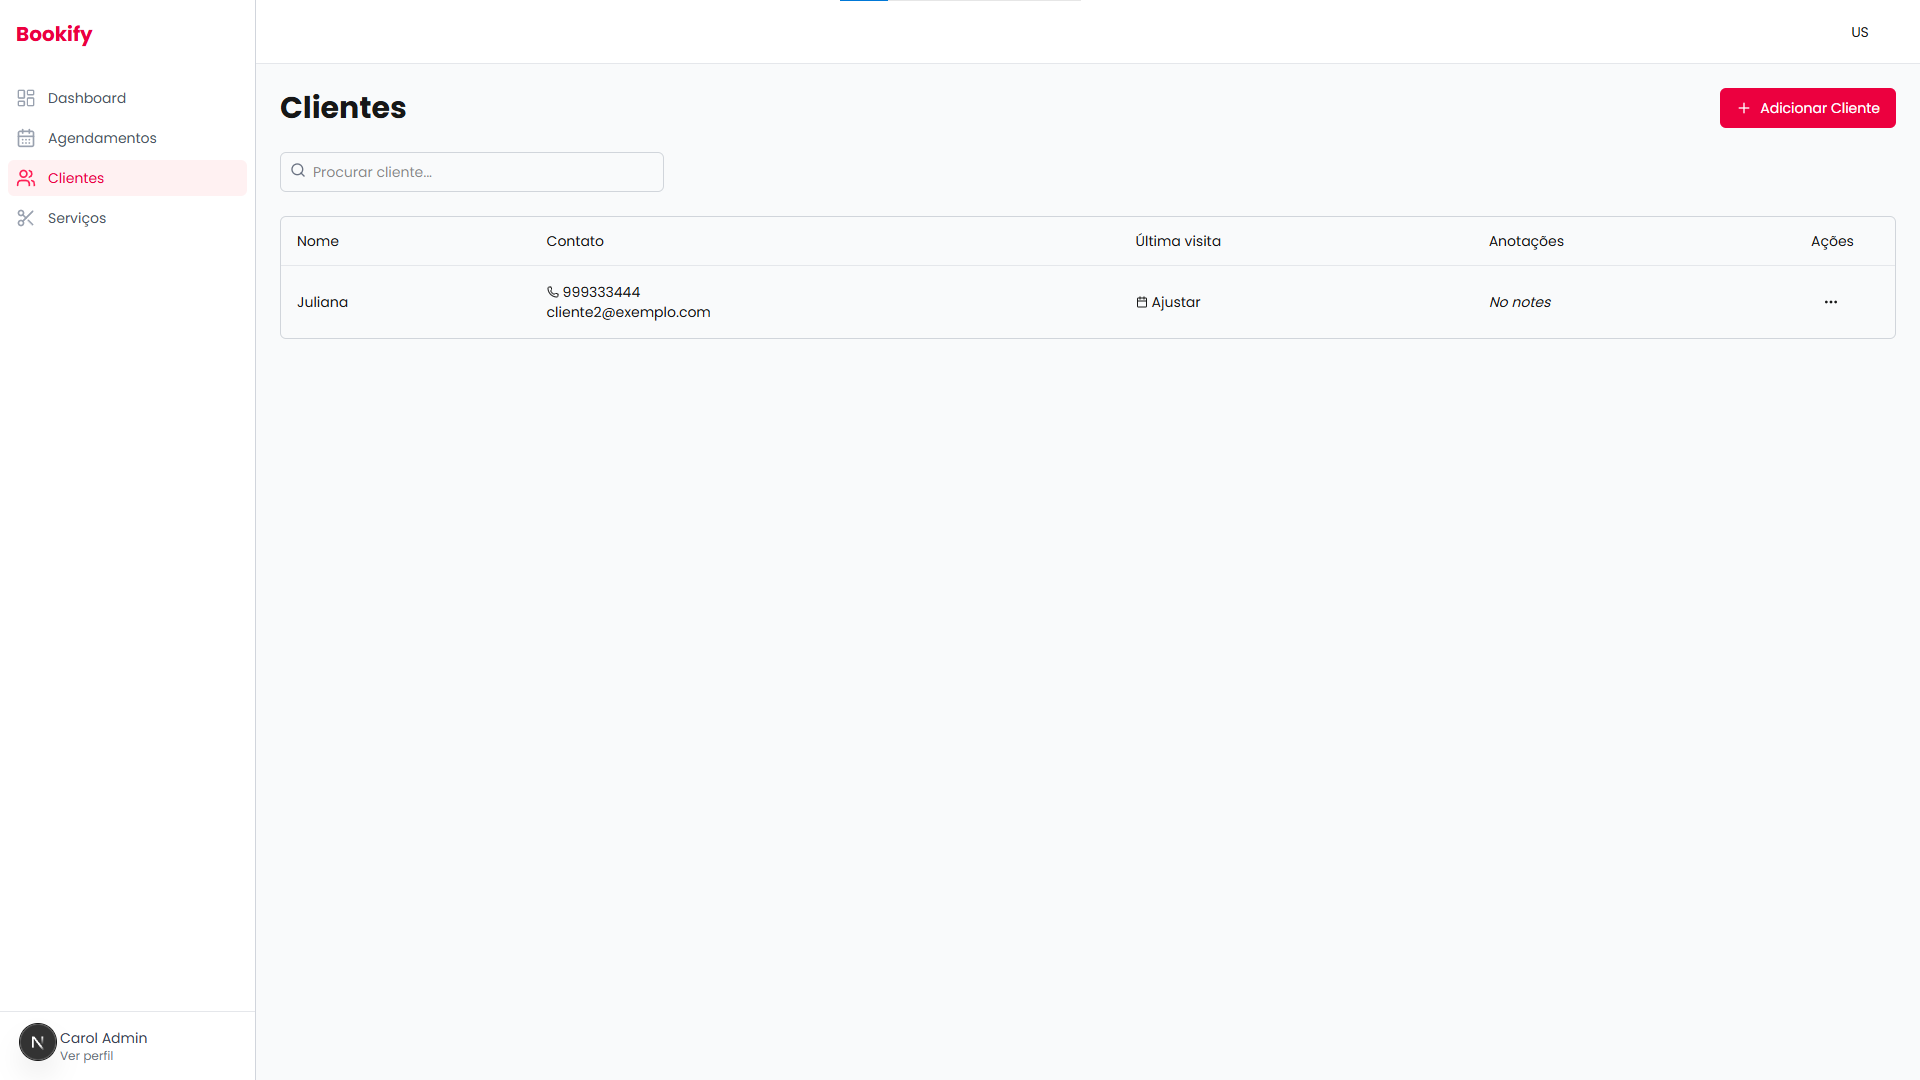 Bookify
US
Dashboard
Agendamentos
Clientes
Serviços
Clientes
Adicionar Cliente
Procurar cliente...
Nome Contato Última visita Anotações Ações
Juliana
999333444
cliente2@exemplo.com
Ajustar
No notes
N
Carol Admin
Ver perfil